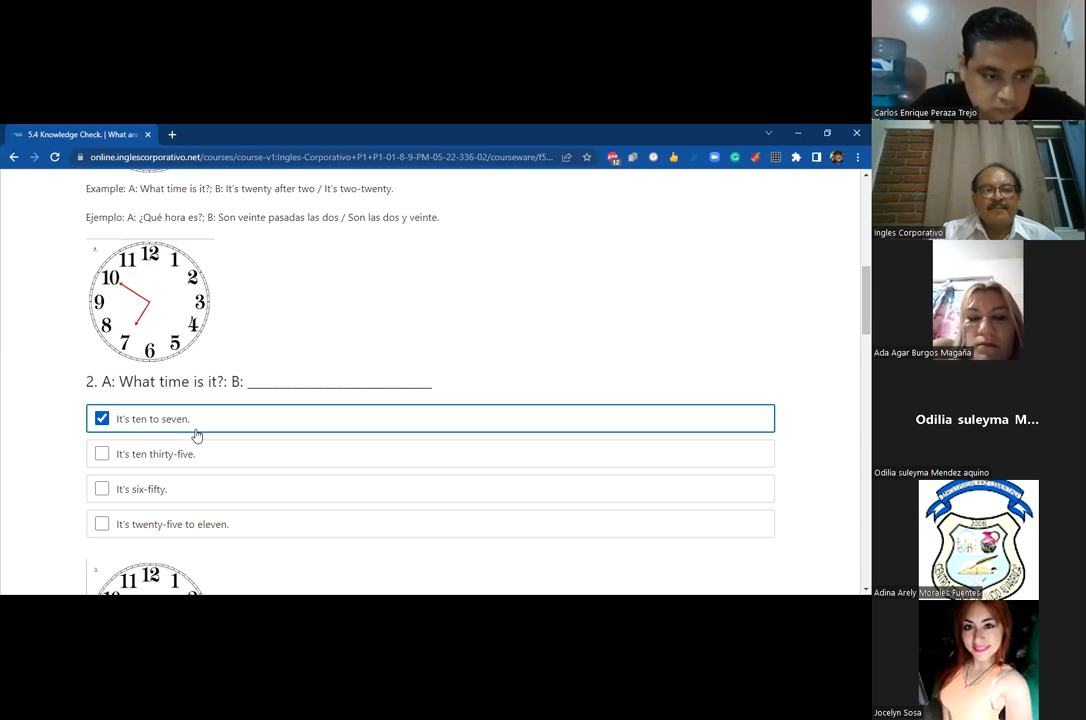 5.4 Knowledge Check. | What are
online.inglescorporativo.net/courses/course-v1:Ingles-Corporativo+P1+P1-01-8-9-PM-05-22-336-02/courseware/f5...
12
Example: A: What time is it?; B: It's twenty after two / It's two-twenty.
Ejemplo: A: ¿Qué hora es?; B: Son veinte pasadas las dos / Son las dos y veinte.
2.
12
11 1
10 2
9 3
8 4
7 5
6
2. A: What time is it?: B: ____________________________
It's ten to seven.
It's ten thirty-five.
It's six-fifty.
It's twenty-five to eleven.
3.
11 12 1
Carlos Enrique Peraza Trejo
Ingles Corporativo
Ada Agar Burgos Magaña
Odilia suleyma M...
Odilia suleyma Mendez aquino
2008
Adina Arely Morales Fuentes
Jocelyn Sosa